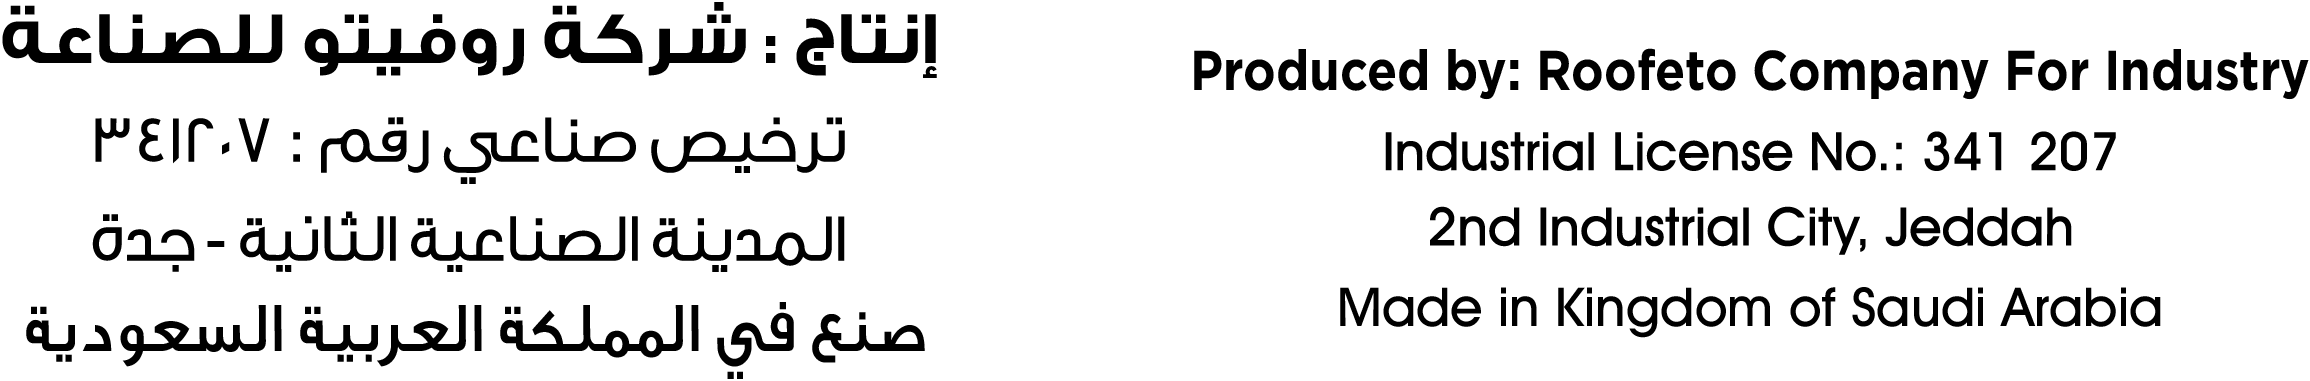 إنتاج : شركة روفيتو للصناعة
ترخيص صناعي رقم : ٣٤١٢٠٧
المدينة الصناعية الثانية - جدة
صنع في المملكة العربية السعودية
Produced by: Roofeto Company For Industry
Industrial License No.: 341 207
2nd Industrial City, Jeddah
Made in Kingdom of Saudi Arabia